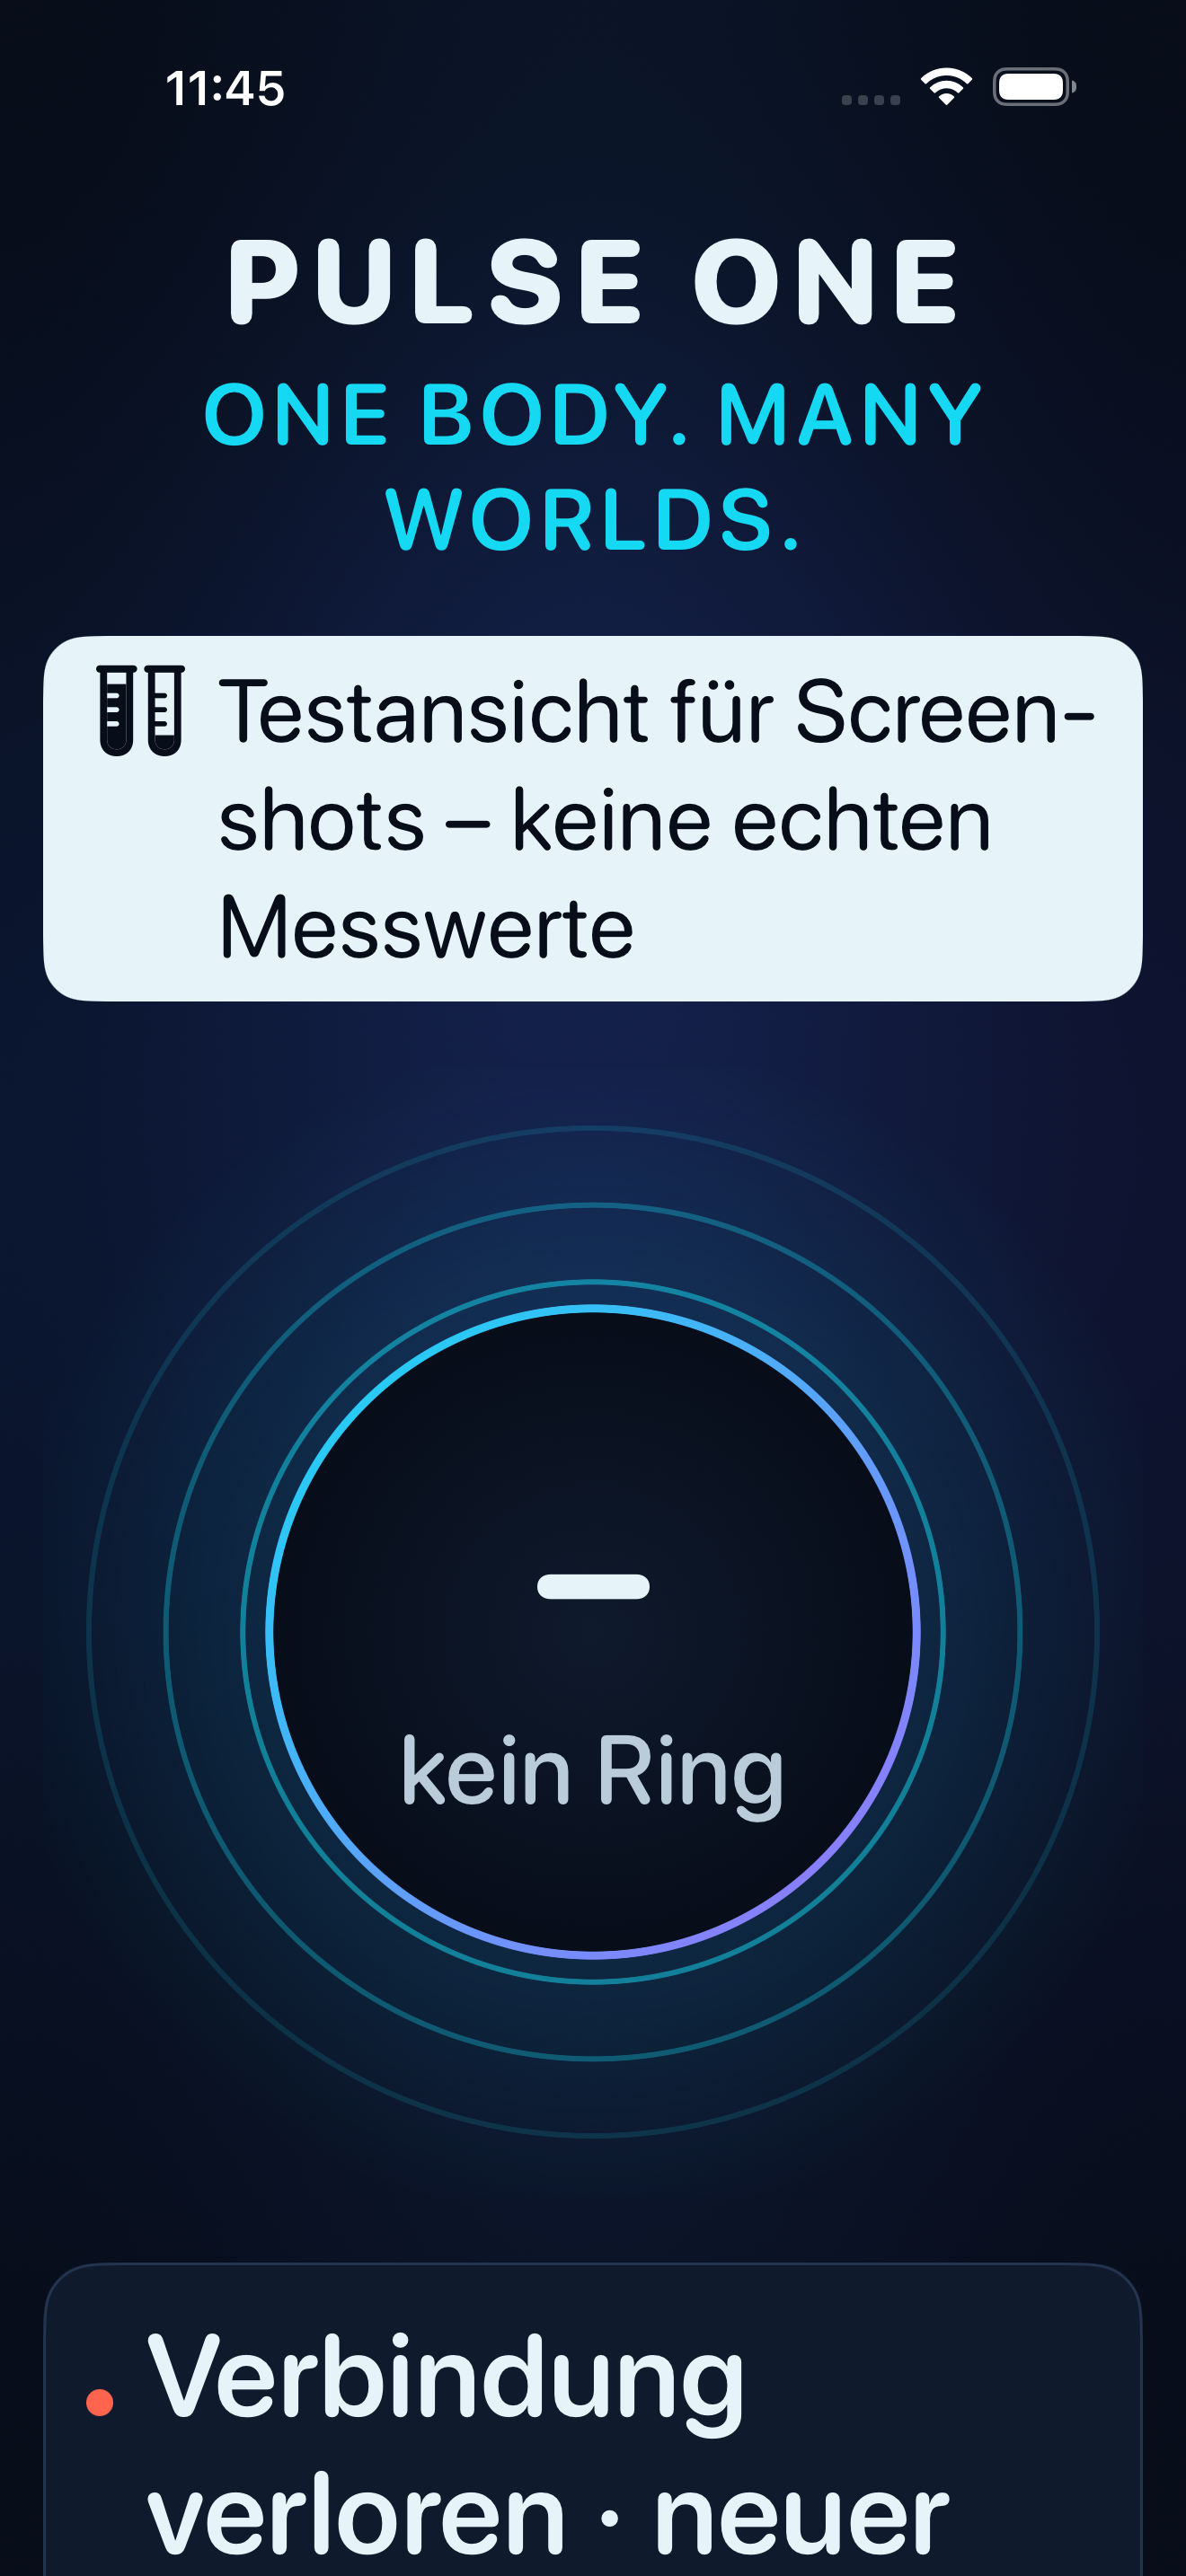 11:45
PULSE ONE
ONE BODY. MANY
WORLDS.
Testansicht für Screen-
shots – keine echten
Messwerte
–
kein Ring
Verbindung
verloren · neuer